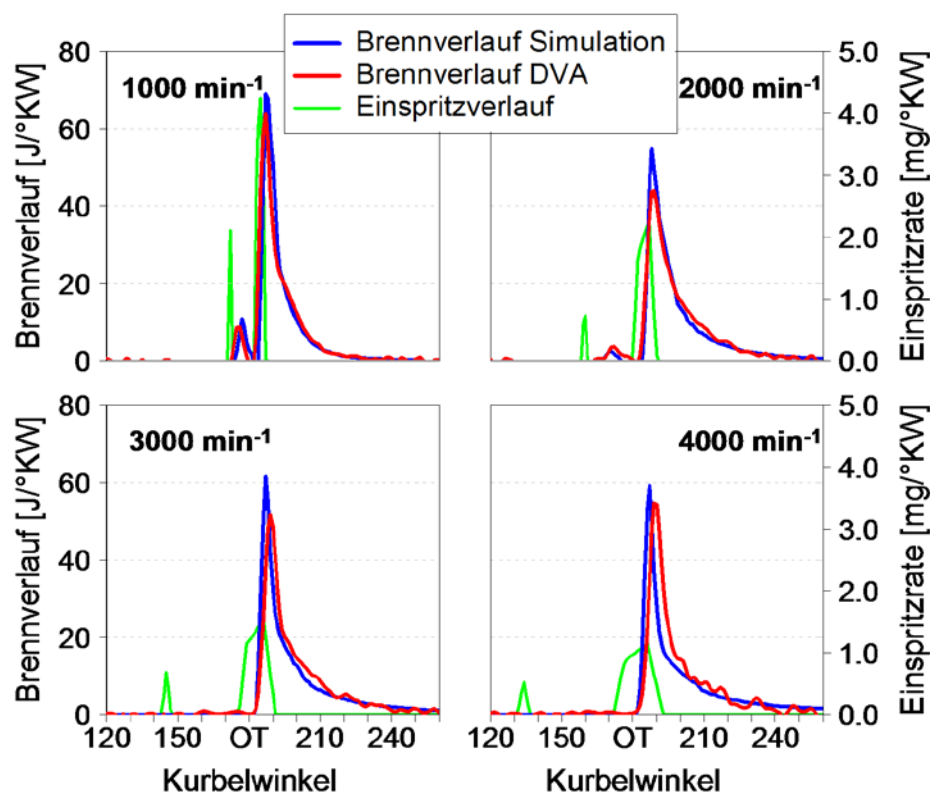 Brennverlauf Simulation
Brennverlauf DVA
Einspritzverlauf
1000 min-1
2000 min-1
80
60
40
20
0
Brennverlauf [J/°KW]
5.0
4.0
3.0
2.0
1.0
0.0
Einspritzrate [mg/°KW]
3000 min-1
4000 min-1
80
60
40
20
0
Brennverlauf [J/°KW]
5.0
4.0
3.0
2.0
1.0
0.0
Einspritzrate [mg/°KW]
120 150 OT 210 240
120 150 OT 210 240
Kurbelwinkel
Kurbelwinkel